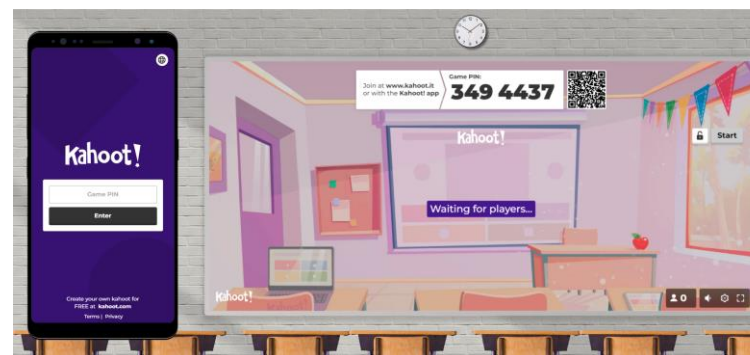 Kahoot!
Game PIN
Enter
Create your own kahoot for
FREE at kahoot.com
Terms | Privacy
Join at www.kahoot.it
or with the Kahoot! app
Game PIN:
349 4437
Kahoot!
Start
Waiting for players...
Kahoot!
0